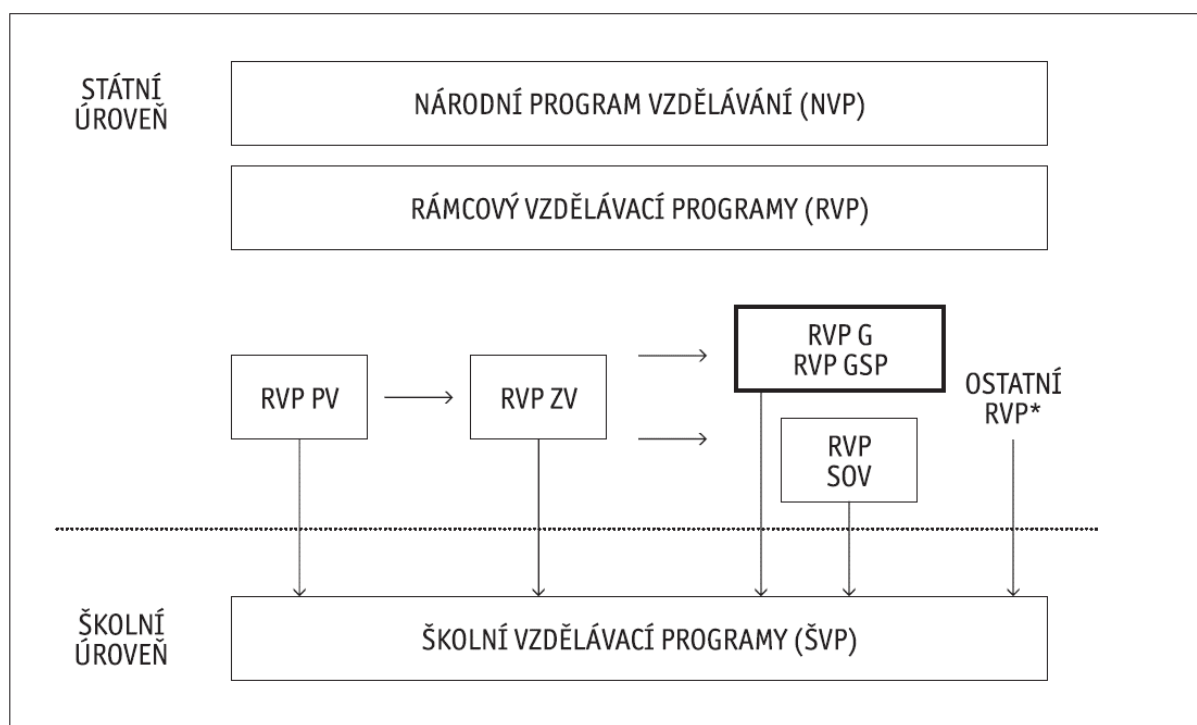 STÁTNÍ
ÚROVEŇ
NÁRODNÍ PROGRAM VZDĚLÁVÁNÍ (NVP)
RÁMCOVÝ VZDĚLÁVACÍ PROGRAMY (RVP)
RVP PV
RVP ZV
RVP G
RVP GSP
RVP
SOV
OSTATNÍ
RVP*
ŠKOLNÍ
ÚROVEŇ
ŠKOLNÍ VZDĚLÁVACÍ PROGRAMY (ŠVP)